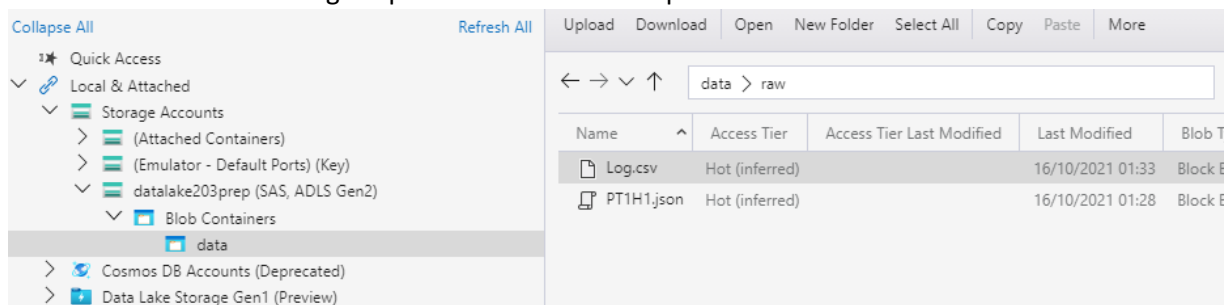 Collapse All Refresh All
Quick Access
Local & Attached
Storage Accounts
(Attached Containers)
(Emulator - Default Ports) (Key)
datalake203prep (SAS, ADLS Gen2)
Blob Containers
data
Cosmos DB Accounts (Deprecated)
Data Lake Storage Gen1 (Preview)
Upload Download Open New Folder Select All Copy Paste More
data > raw
Name Access Tier Access Tier Last Modified Last Modified Blob T
Log.csv Hot (inferred) 16/10/2021 01:33 Block
PT1H1.json Hot (inferred) 16/10/2021 01:28 Block